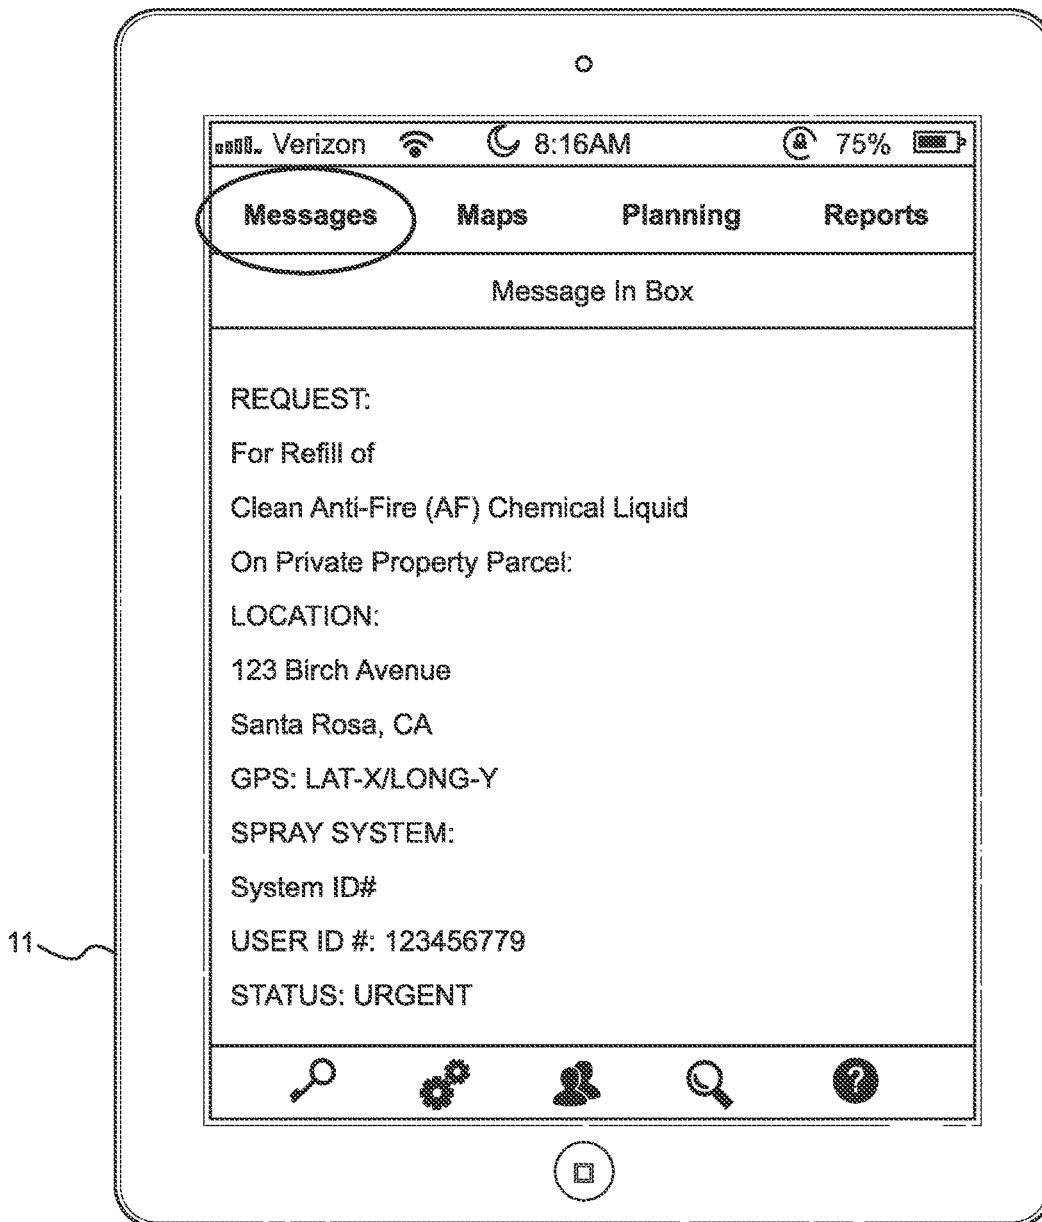 Verizon 8:16AM 75%
Messages Maps Planning Reports
Message In Box
REQUEST:
For Refill of
Clean Anti-Fire (AF) Chemical Liquid
On Private Property Parcel:
LOCATION:
123 Birch Avenue
Santa Rosa, CA
GPS: LAT-X/LONG-Y
SPRAY SYSTEM:
System ID#
11
USER ID #: 123456779
STATUS: URGENT
?